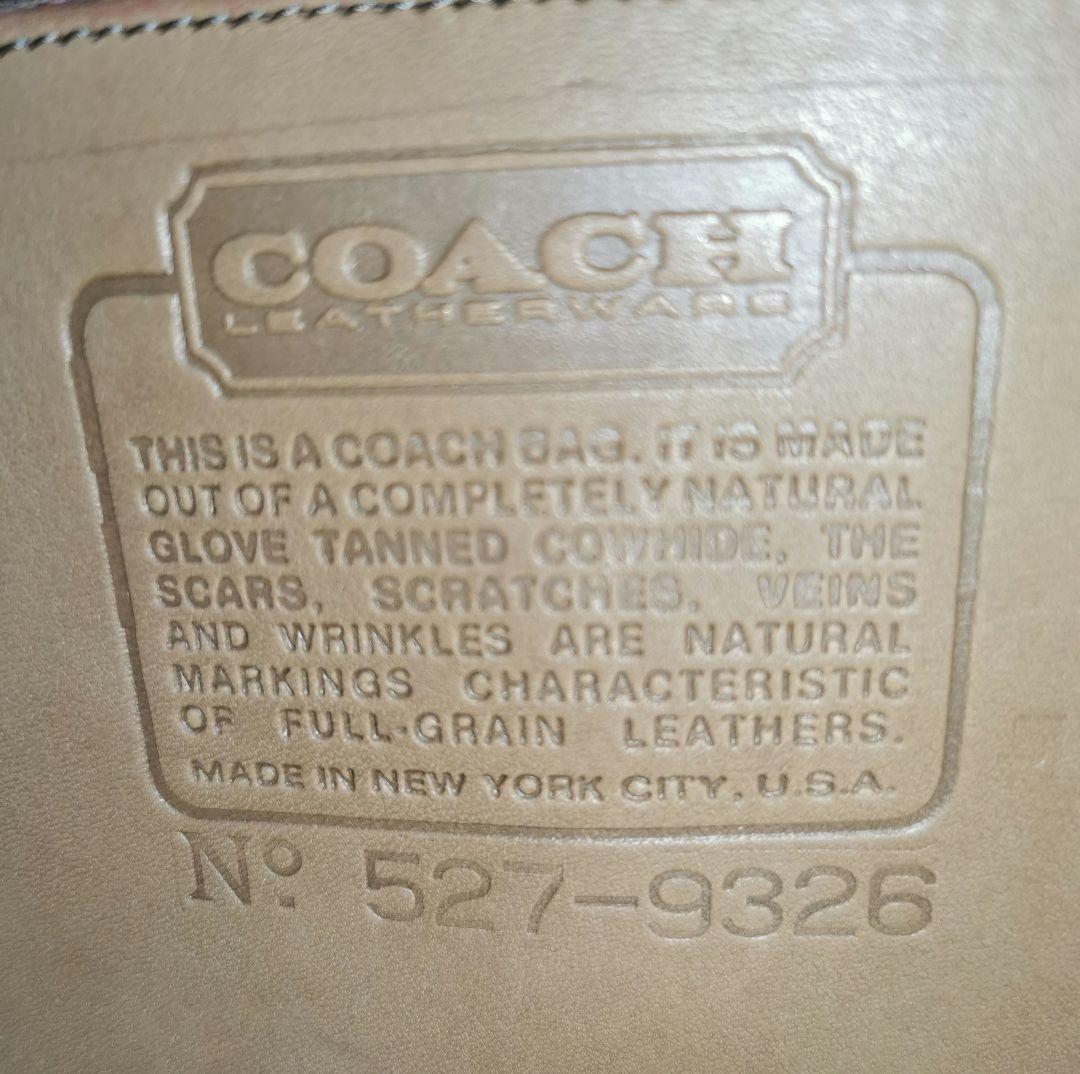 COACH
LEATHERWARE
THIS IS A COACH BAG. IT IS MADE
OUT OF A COMPLETELY NATURAL
GLOVE TANNED COWHIDE. THE
SCARS, SCRATCHES, VEINS
AND WRINKLES ARE NATURAL
MARKINGS CHARACTERISTIC
OF FULL-GRAIN LEATHERS.
MADE IN NEW YORK CITY, U.S.A.
Nº. 527-9326